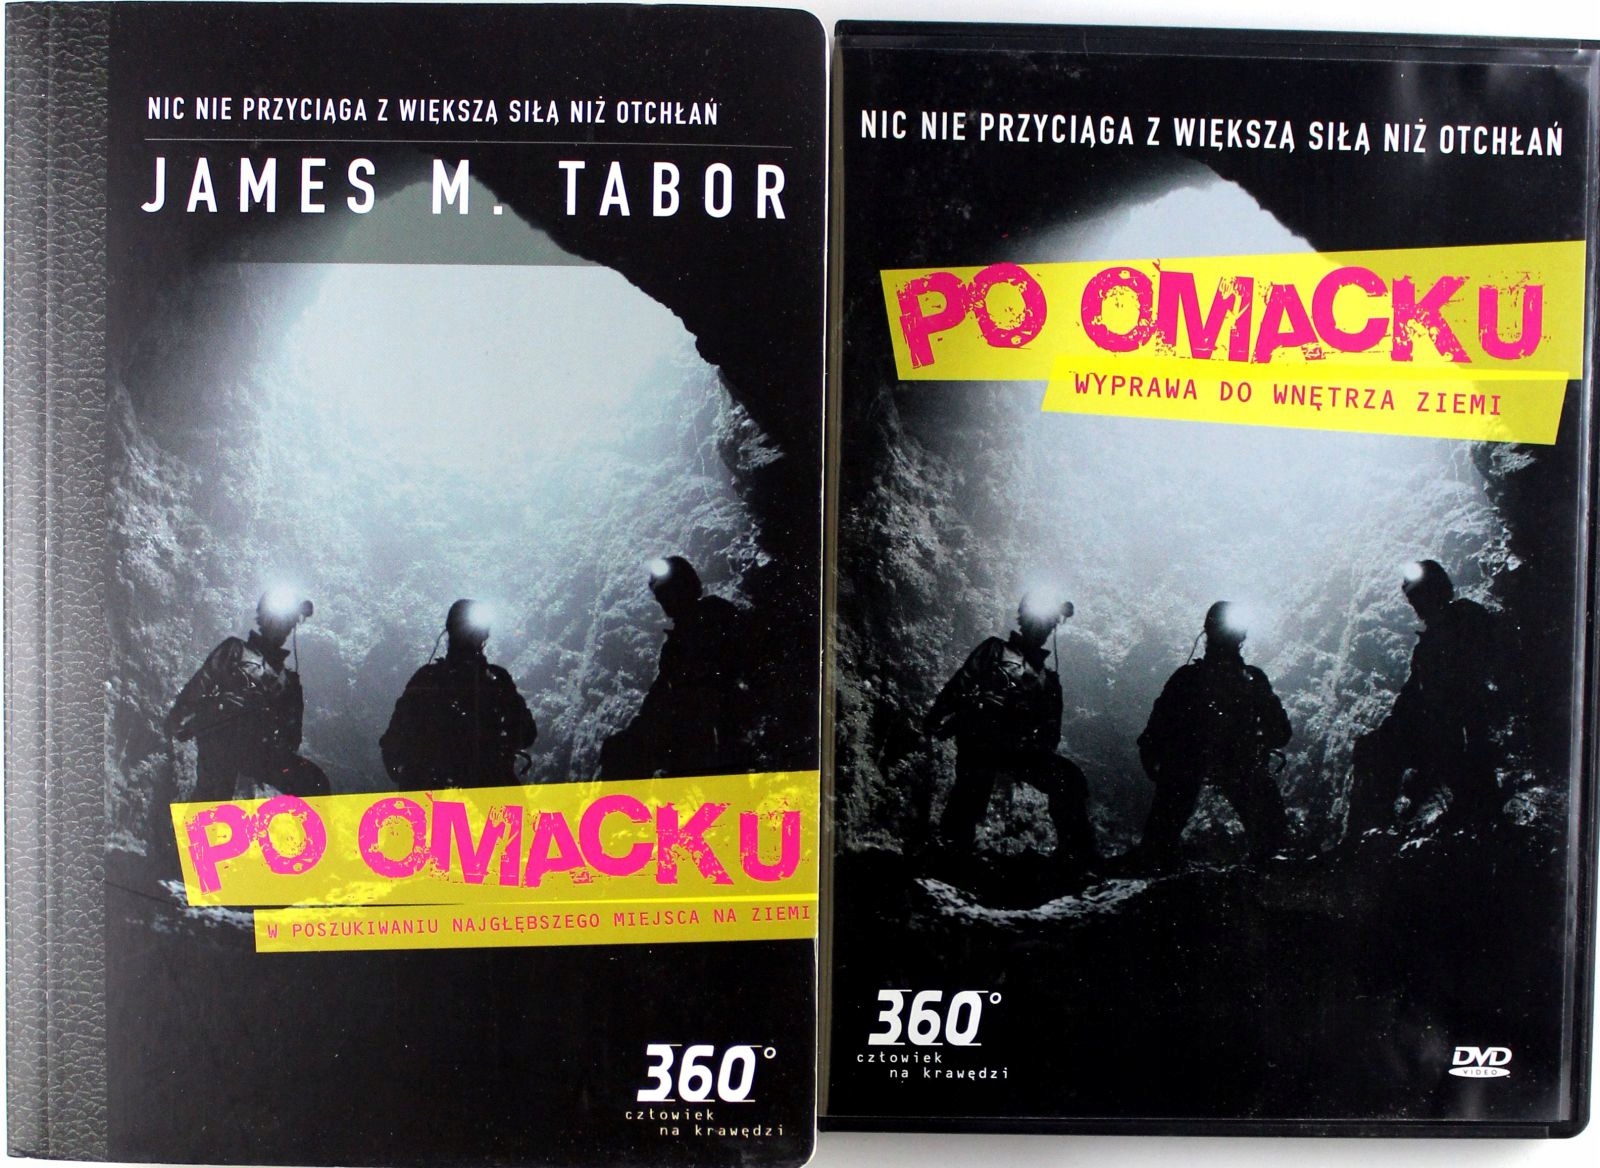 NIC NIE PRZYCIĄGA Z WIĘKSZĄ SIŁĄ NIŻ OTCHŁAŃ
JAMES M. TABOR
PO OMACKU
W POSZUKIWANIU NAJGŁĘBSZEGO MIEJSCA NA ZIEMI
360°
człowiek
na krawędzi
NIC NIE PRZYCIĄGA Z WIĘKSZĄ SIŁĄ NIŻ OTCHŁAŃ
PO OMACKU
WYPRAWA DO WNĘTRZA ZIEMI
360°
człowiek
na krawędzi
DVD
VIDEO